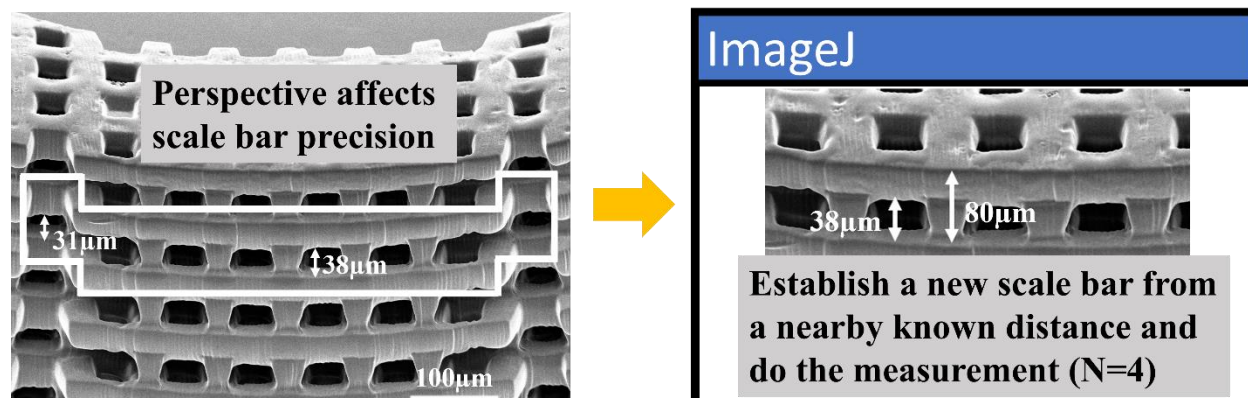 Perspective affects
scale bar precision
31µm
38µm
100µm
ImageJ
38µm
80µm
Establish a new scale bar from
a nearby known distance and
do the measurement (N=4)